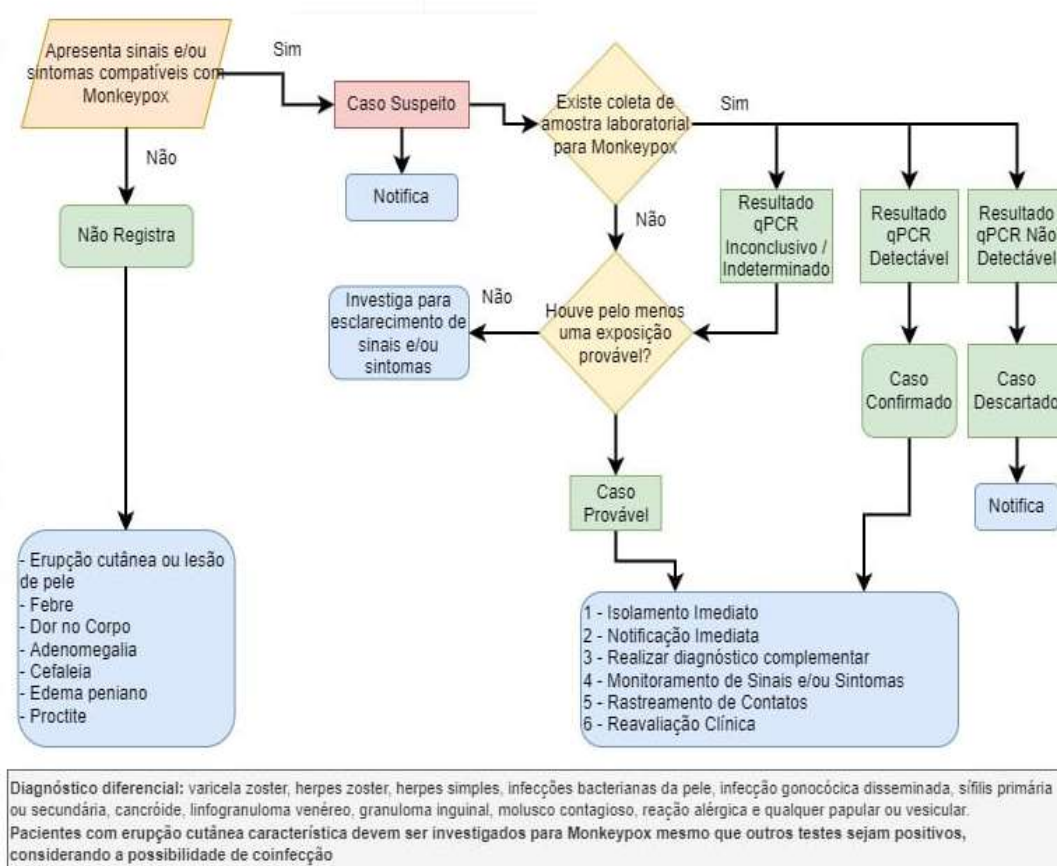 Apresenta sinais e/ou
sintomas compatíveis com
Monkeypox
Sim
Não
Caso Suspeito
Notifica
Existe coleta de
amostra laboratorial
para Monkeypox
Sim
Não
Não Registra
Resultado
qPCR
Inconclusivo /
Indeterminado
Resultado
qPCR
Detectável
Resultado
qPCR Não
Detectável
Houve pelo menos
uma exposição
provável?
Não
Investiga para
esclarecimento de
sinais e/ou
sintomas
Caso
Confirmado
Caso
Descartado
Caso
Provável
Notifica
- Erupção cutânea ou lesão
de pele
- Febre
- Dor no Corpo
- Adenomegalia
- Cefaleia
- Edema peniano
- Proctite
1 - Isolamento Imediato
2 - Notificação Imediata
3 - Realizar diagnóstico complementar
4 - Monitoramento de Sinais e/ou Sintomas
5 - Rastreamento de Contatos
6 - Reavaliação Clínica
Diagnóstico diferencial: varicela zoster, herpes zoster, herpes simples, infecções bacterianas da pele, infecção gonocócica disseminada, sífilis primária
ou secundária, cancróide, linfogranuloma venéreo, granuloma inguinal, molusco contagioso, reação alérgica e qualquer papular ou vesicular.
Pacientes com erupção cutânea característica devem ser investigados para Monkeypox mesmo que outros testes sejam positivos,
considerando a possibilidade de coinfecção